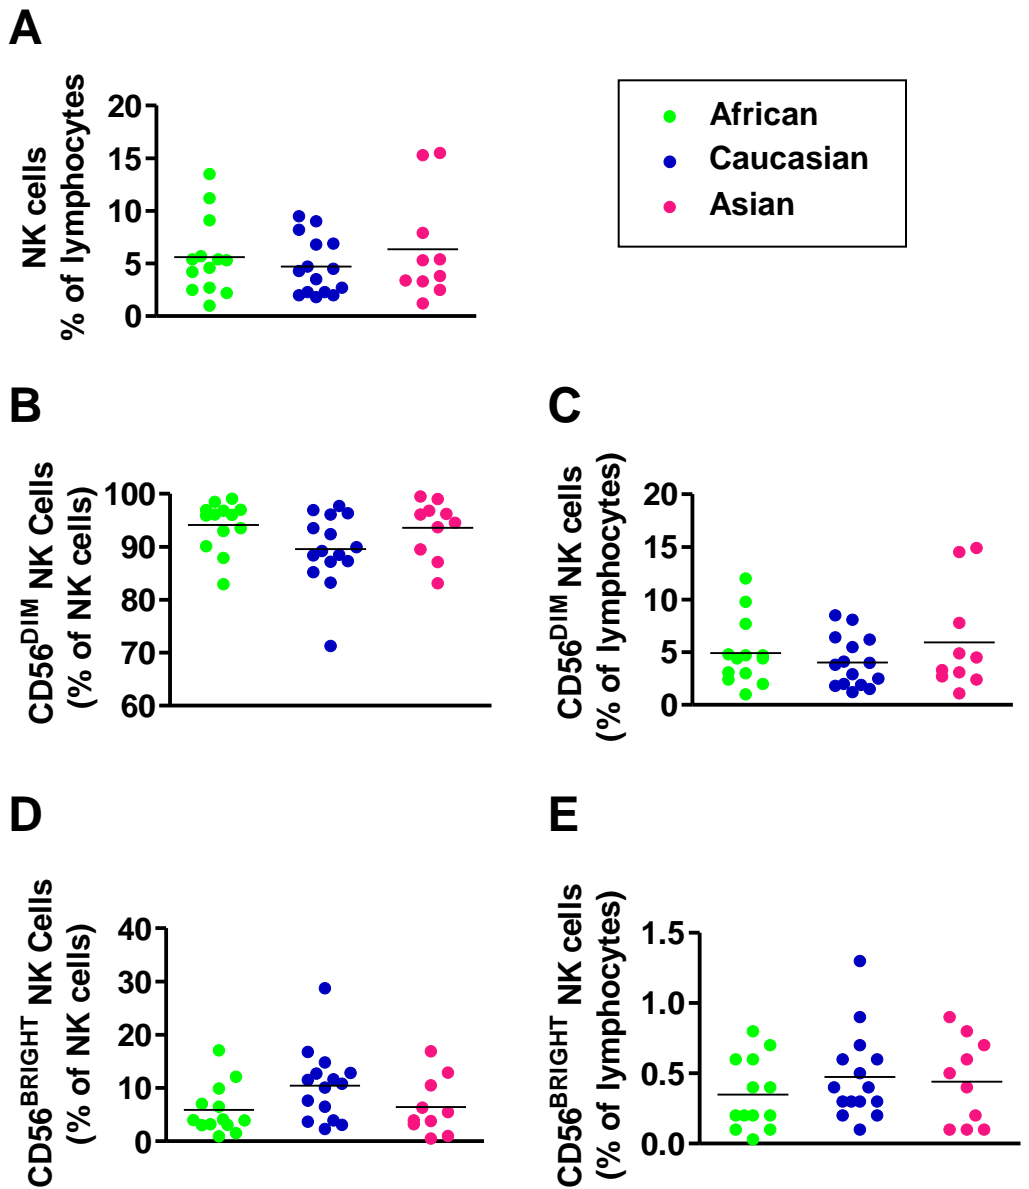 A
NK cells
% of lymphocytes
20
15
10
5
0
African
Caucasian
Asian
B
CD56DIM NK Cells
(% of NK cells)
100
90
80
70
60
C
CD56DIM NK cells
(% of lymphocytes)
20
15
10
5
0
D
CD56BRIGHT NK Cells
(% of NK cells)
40
30
20
10
0
E
CD56BRIGHT NK cells
(% of lymphocytes)
1.5
1.0
0.5
0.0